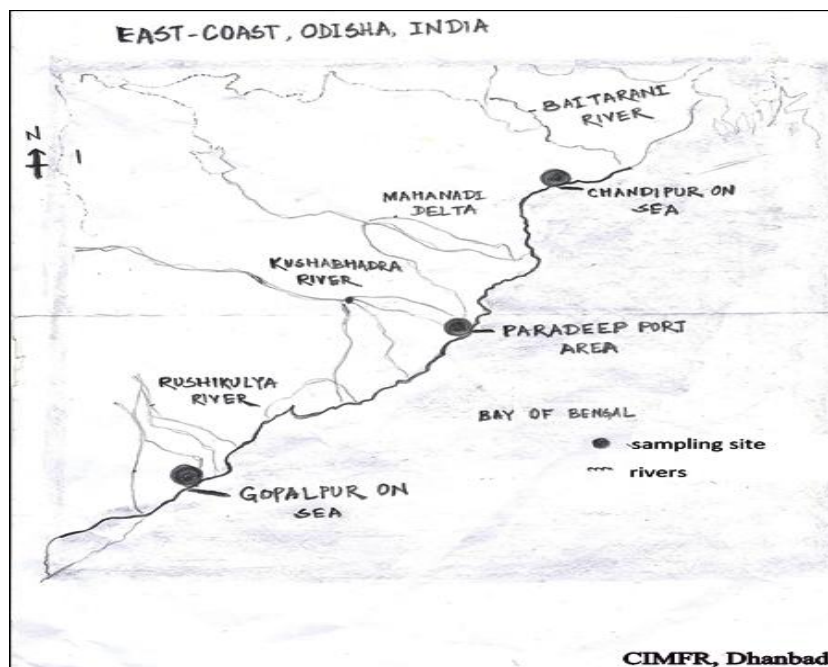 EAST-COAST, ODISHA, INDIA
N
BAITARANI
RIVER
CHANDIPUR ON
SEA
MAHANADI
DELTA
KUSHABHADRA
RIVER
PARADEEP PORT
AREA
RUSHIKULYA
RIVER
BAY OF BENGAL
sampling site
rivers
GOPALPUR ON
SEA
CIMFR, Dhanbad